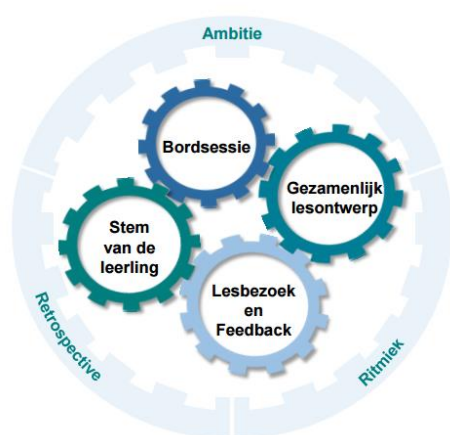 Ambitie
Bordsessie
Gezamenlijk
lesontwerp
Stem
van de
leerling
Lesbezoek
en
Feedback
Retrospective
Ritmiek